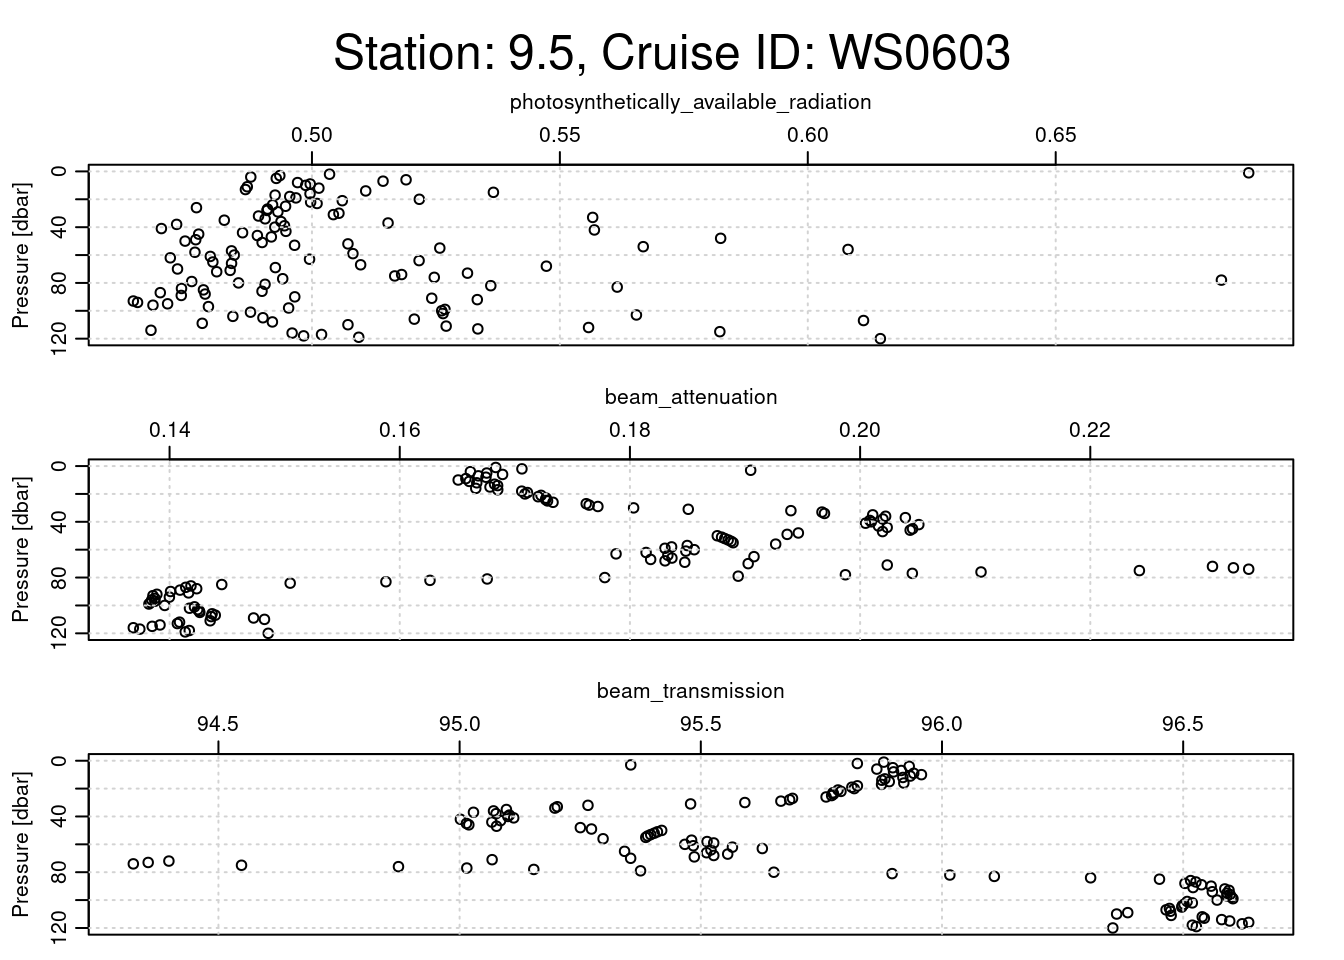 Station: 9.5, Cruise ID: WS0603
photosynthetically_available_radiation
0.50 0.55 0.60 0.65
Pressure [dbar]
0
40
80
120
beam_attenuation
0.14 0.16 0.18 0.20 0.22
Pressure [dbar]
0
40
80
120
beam_transmission
94.5 95.0 95.5 96.0 96.5
Pressure [dbar]
0
40
80
120